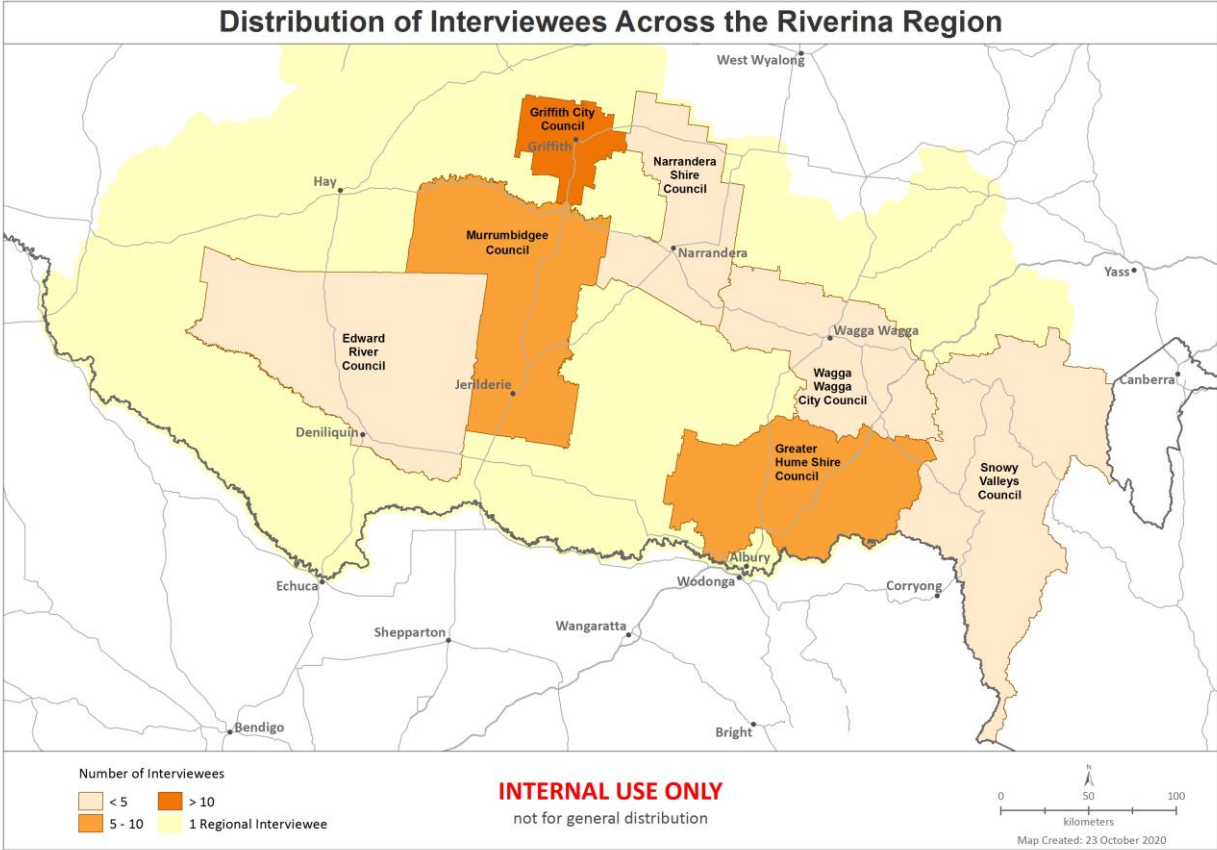 Distribution of Interviewees Across the Riverina Region
West Wyalong
Griffith City
Council
Griffith
Narrandera
Shire
Council
Hay
Murrumbidgee
Council
Narrandera
Yass
Edward
River
Council
Wagga Wagga
Wagga
Wagga
City Council
Canberra
Jerilderie
Deniliquin
Greater
Hume Shire
Council
Snowy
Valleys
Council
Albury
Wodonga
Echuca
Corryong
Shepparton
Wangaratta
Bendigo
Bright
Number of Interviewees
< 5
> 10
5 - 10
1 Regional Interviewee
INTERNAL USE ONLY
not for general distribution
N
0 50 100
kilometers
Map Created: 23 October 2020